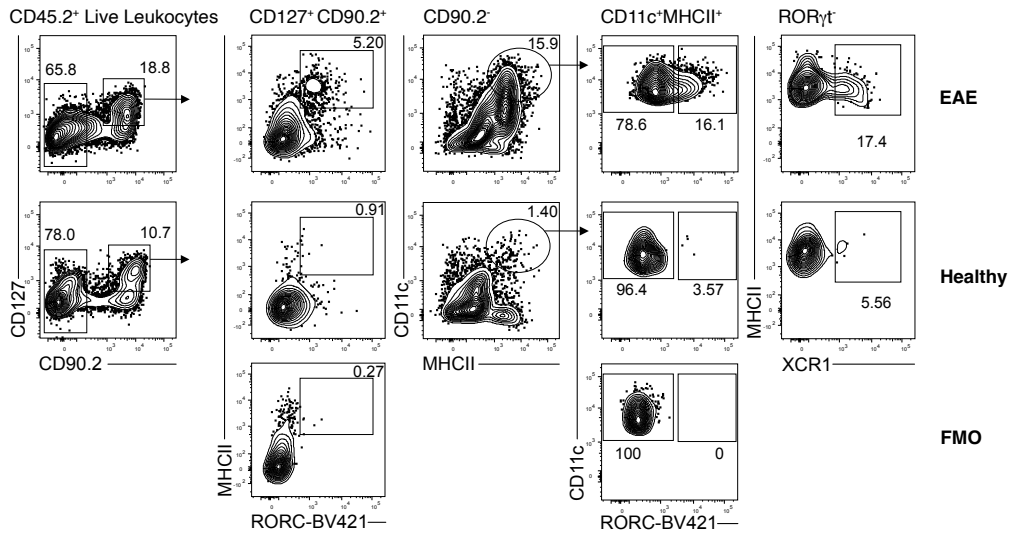 CD45.2⁺ Live Leukocytes CD127⁺ CD90.2⁺ CD90.2⁻ CD11c⁺MHCII⁺ RORγt⁻
65.8 18.8 5.20 15.9 78.6 16.1 17.4 EAE
78.0 10.7 0.91 1.40 96.4 3.57 5.56 Healthy
CD127 CD11c MHCII
CD90.2 MHCII XCR1
0.27 100 0 FMO
MHCII CD11c
RORC-BV421 RORC-BV421